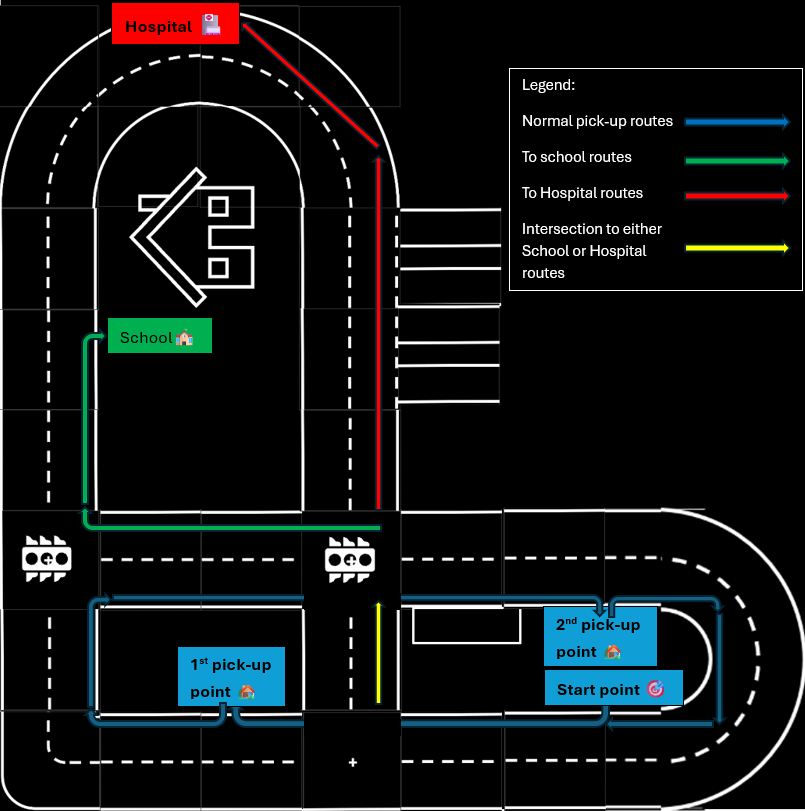 Hospital
Legend:
Normal pick-up routes
To school routes
To Hospital routes
Intersection to either
School or Hospital
routes
School
2nd pick-up
point
1st pick-up
point
Start point